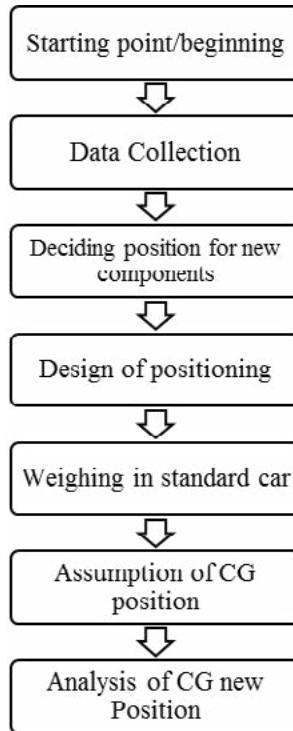 Starting point/beginning
Data Collection
Deciding position for new
components
Design of positioning
Weighing in standard car
Assumption of CG
position
Analysis of CG new
Position